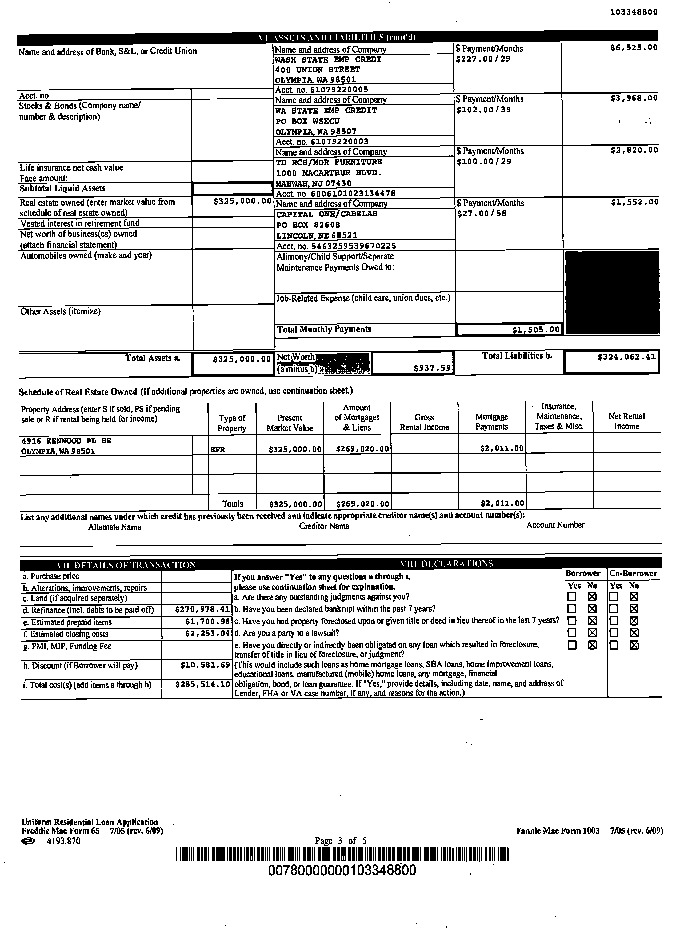 103348800
VI. ASSETS AND LIABILITIES (cont'd)
Name and address of Bank, S&L, or Credit Union
Name and address of Company
$ Payment/Months
$6,525.00
WASH STATE EMP CREDIT
$227.00/29
400 UNION STREET
OLYMPIA WA 98501
Acct. no. 61079220005
Acct. no
Stocks & Bonds (Company name/
number & description)
Name and address of Company
$ Payment/Months
$3,968.00
WA STATE EMP CREDIT
$102.00/39
PO BOX WSECU
OLYMPIA, WA 98507
Acct. no. 61079220003
Name and address of Company
$ Payment/Months
$2,820.00
TD RCS/MOR FURNITURE
$100.00/29
1000 MACARTHUR BLVD.
MAHWAH, NJ 07430
Acct. no. 6006101023134478
Life insurance net cash value
Face amount:
Subtotal Liquid Assets
Real estate owned (enter market value from
schedule of real estate owned)
$325,000.00
Name and address of Company
$ Payment/Months
$1,552.00
CAPITAL ONE/CABELAS
$27.00/58
PO BOX 82608
LINCOLN, NE 68521
Acct. no. 5463259539670225
Vested interest in retirement fund
Net worth of business(es) owned
(attach financial statement)
Automobiles owned (make and year)
Alimony/Child Support/Separate
Maintenance Payments Owed to:
Job-Related Expense (child care, union dues, etc.)
Other Assets (itemize)
Total Monthly Payments
$1,505.00
Total Assets a.
$325,000.00
Net Worth
(a minus b)
$937.59
Total Liabilities b.
$324,062.41
Schedule of Real Estate Owned (if additional properties are owned, use continuation sheet.)
Property Address (enter S if sold, PS if pending
sale or R if rental being held for income)
Type of
Property
Present
Market Value
Amount
of Mortgages
& Liens
Gross
Rental Income
Mortgage
Payments
Insurance,
Maintenance,
Taxes & Misc.
Net Rental
Income
4916 KENWOOD PL SE
OLYMPIA, WA 98501
SFR
$325,000.00
$269,020.00
$2,011.00
Totals
$325,000.00
$269,020.00
$2,011.00
List any additional names under which credit has previously been received and indicate appropriate creditor name(s) and account number(s):
Alternate Name
Creditor Name
Account Number
VII. DETAILS OF TRANSACTION
VIII. DECLARATIONS
a. Purchase price
b. Alterations, improvements, repairs
c. Land (if acquired separately)
d. Refinance (incl. debts to be paid off)
$270,978.41
e. Estimated prepaid items
$1,700.98
f. Estimated closing costs
$2,253.09
g. PMI, MIP, Funding Fee
h. Discount (if Borrower will pay)
$10,581.69
i. Total cost(s) (add items a through h)
$285,514.10
If you answer "Yes" to any questions a through i,
please use continuation sheet for explanation.
Borrower
Co-Borrower
Yes No
Yes No
a. Are there any outstanding judgments against you?
b. Have you been declared bankrupt within the past 7 years?
c. Have you had property foreclosed upon or given title or deed in lieu thereof in the last 7 years?
d. Are you a party to a lawsuit?
e. Have you directly or indirectly been obligated on any loan which resulted in foreclosure,
transfer of title in lieu of foreclosure, or judgment?
(This would include such loans as home mortgage loans, SBA loans, home improvement loans,
educational loans, manufactured (mobile) home loans, any mortgage, financial
obligation, bond, or loan guarantee. If "Yes," provide details, including date, name, and address of
Lender, FHA or VA case number, if any, and reasons for the action.)
Uniform Residential Loan Application
Freddie Mac Form 65 7/05 (rev. 6/09)
4193.870
Page 3 of 5
Fannie Mae Form 1003 7/05 (rev. 6/09)
00780000000103348800